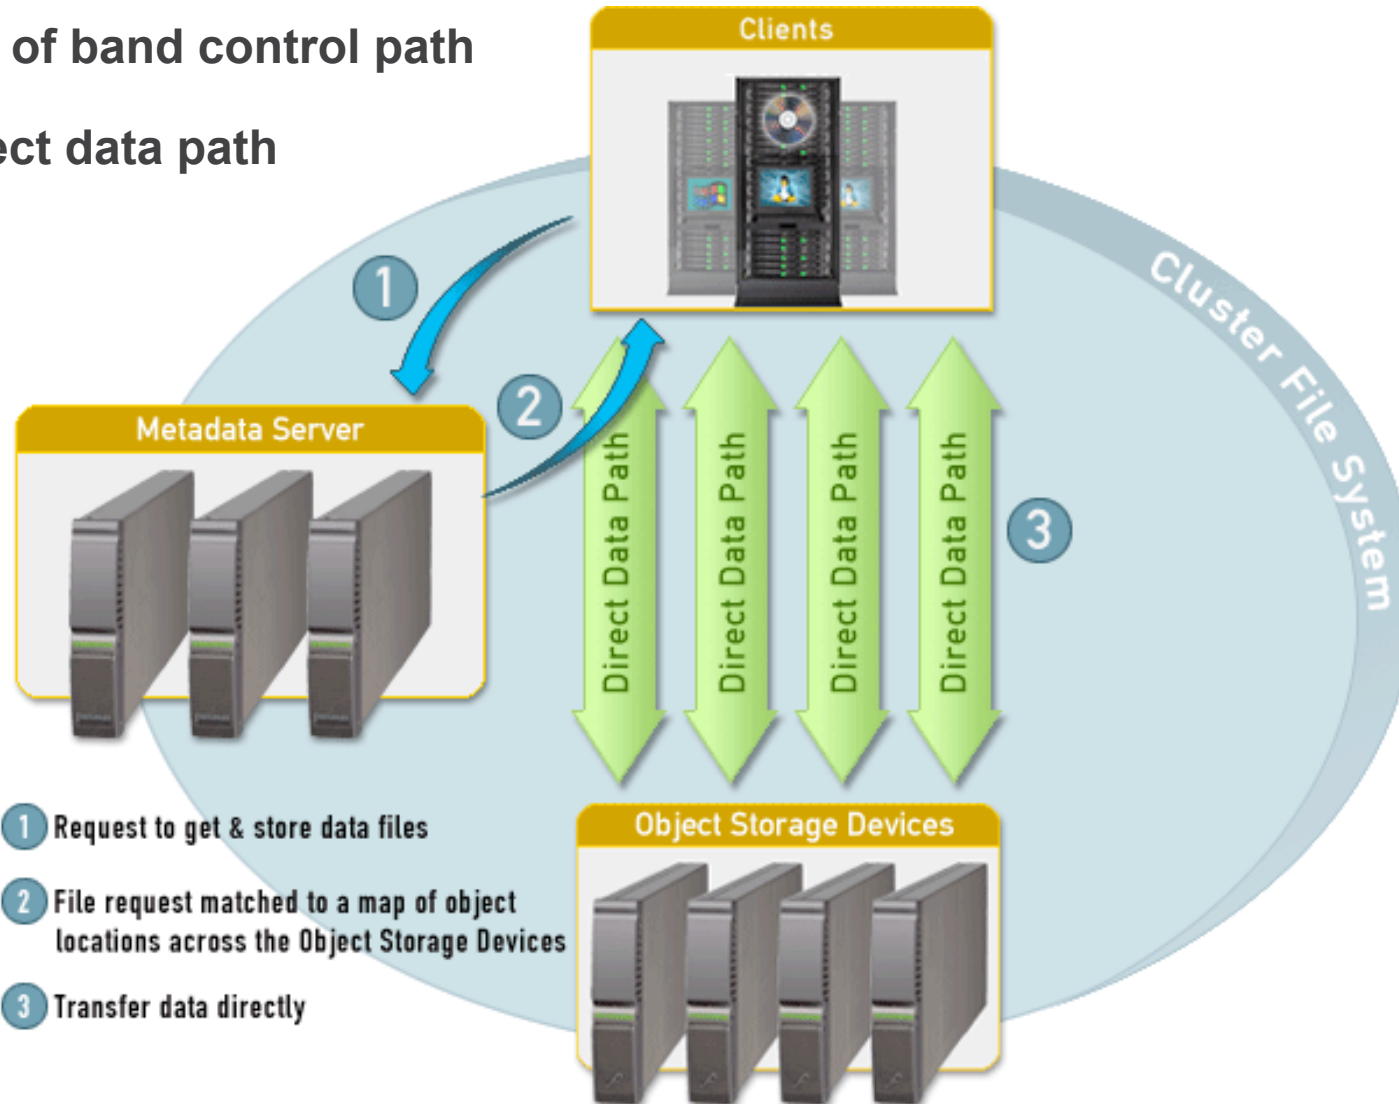 of band control path
ect data path
Clients
Cluster File System
1
2
Metadata Server
Direct Data Path
Direct Data Path
Direct Data Path
Direct Data Path
3
1 Request to get & store data files
2 File request matched to a map of object
locations across the Object Storage Devices
3 Transfer data directly
Object Storage Devices